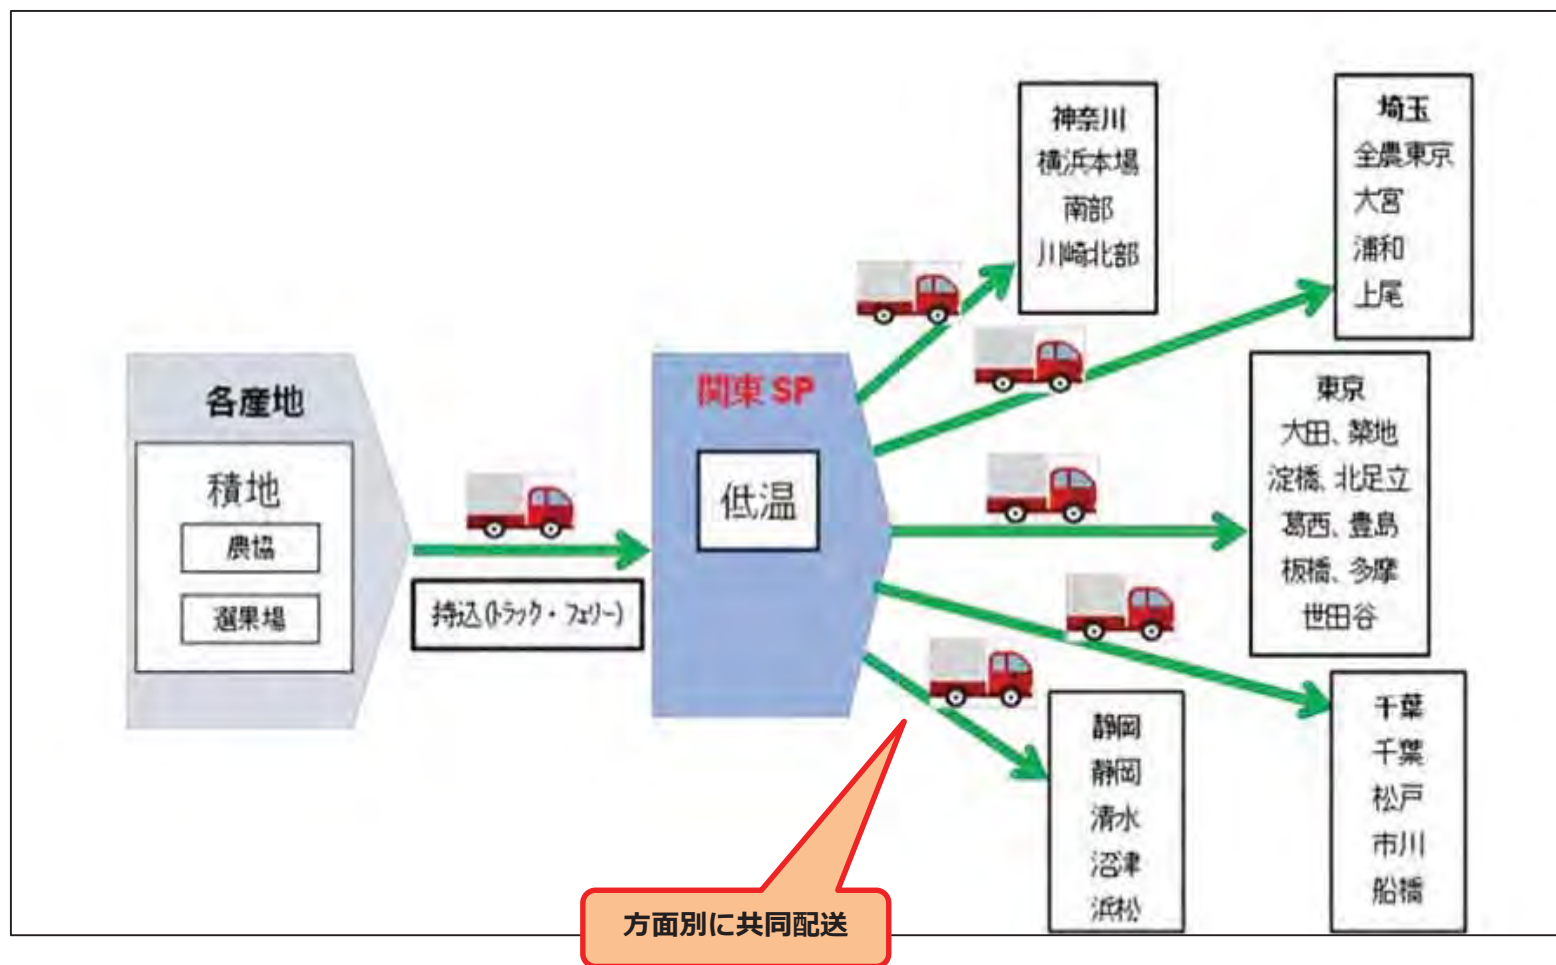 各産地
積地
農協
選果場
持込(トラック・フェリー)
関東 SP
低温
神奈川
横浜本場
南部
川崎北部
埼玉
全農東京
大宮
浦和
上尾
東京
大田、築地
淀橋、北足立
葛西、豊島
板橋、多摩
世田谷
千葉
千葉
松戸
市川
船橋
静岡
静岡
清水
沼津
浜松
方面別に共同配送